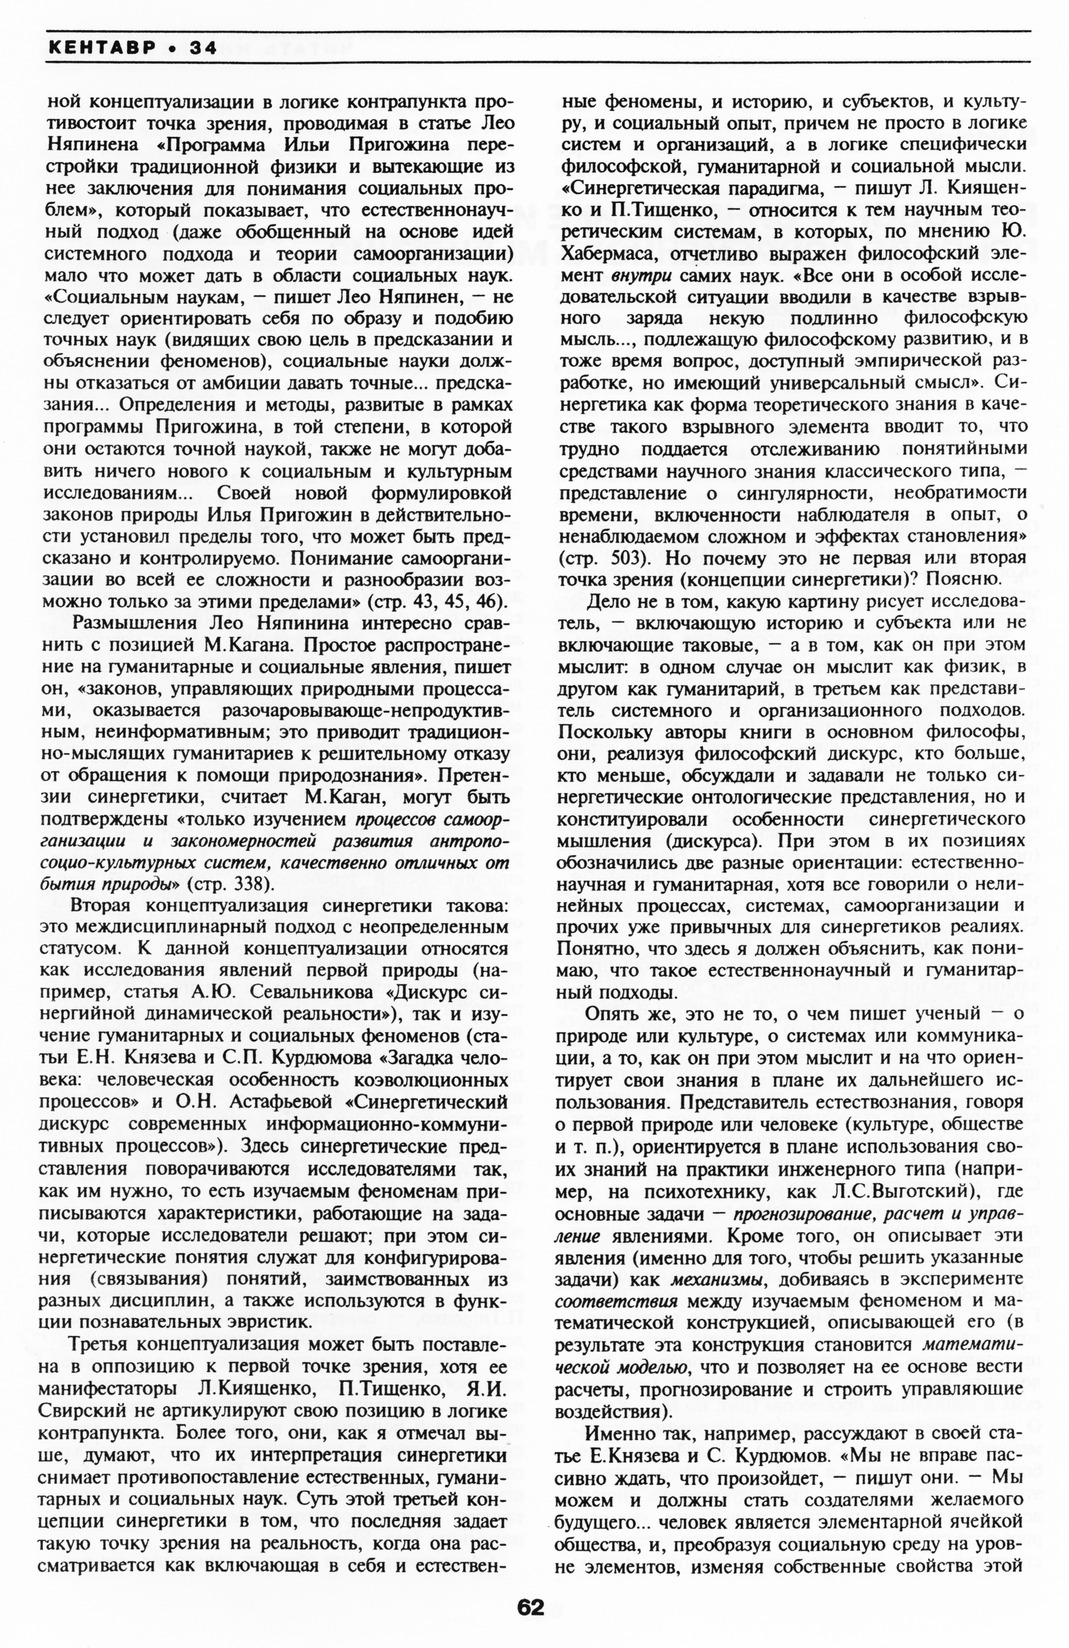 КЕНТАВР • 34
ной концептуализации в логике контрапункта про-
тивостоит точка зрения, проводимая в статье Лео
Няпинена «Программа Ильи Пригожина пере-
стройки традиционной физики и вытекающие из
нее заключения для понимания социальных про-
блем», который показывает, что естественнонауч-
ный подход (даже обобщенный на основе идей
системного подхода и теории самоорганизации)
мало что может дать в области социальных наук.
«Социальным наукам, — пишет Лео Няпинен, — не
следует ориентировать себя по образу и подобию
точных наук (видящих свою цель в предсказании и
объяснении феноменов), социальные науки долж-
ны отказаться от амбиции давать точные... предска-
зания... Определения и методы, развитые в рамках
программы Пригожина, в той степени, в которой
они остаются точной наукой, также не могут доба-
вить ничего нового к социальным и культурным
исследованиям... Своей новой формулировкой
законов природы Илья Пригожин в действительно-
сти установил пределы того, что может быть пред-
сказано и контролируемо. Понимание самооргани-
зации во всей ее сложности и разнообразии воз-
можно только за этими пределами» (стр. 43, 45, 46).
Размышления Лео Няпинина интересно срав-
нить с позицией М.Кагана. Простое распростране-
ние на гуманитарные и социальные явления, пишет
он, «законов, управляющих природными процесса-
ми, оказывается разочаровывающе-непродуктив-
ным, неинформативным; это приводит традицион-
но-мыслящих гуманитариев к решительному отказу
от обращения к помощи природознания». Претен-
зии синергетики, считает М.Каган, могут быть
подтверждены «только изучением процессов самоор-
ганизации и закономерностей развития антропо-
социо-культурных систем, качественно отличных от
бытия природы» (стр. 338).
Вторая концептуализация синергетики такова:
это междисциплинарный подход с неопределенным
статусом. К данной концептуализации относятся
как исследования явлений первой природы (на-
пример, статья А.Ю. Севальникова «Дискурс си-
нергийной динамической реальности»), так и изу-
чение гуманитарных и социальных феноменов (ста-
тьи Е.Н. Князева и С.П. Курдюмова «Загадка чело-
века: человеческая особенность коэволюционных
процессов» и О.Н. Астафьевой «Синергетический
дискурс современных информационно-коммуни-
тивных процессов»). Здесь синергетические пред-
ставления поворачиваются исследователями так,
как им нужно, то есть изучаемым феноменам при-
писываются характеристики, работающие на зада-
чи, которые исследователи решают; при этом си-
нергетические понятия служат для конфигурирова-
ния (связывания) понятий, заимствованных из
разных дисциплин, а также используются в функ-
ции познавательных эвристик.
Третья концептуализация может быть поставле-
на в оппозицию к первой точке зрения, хотя ее
манифестаторы Л.Киященко, П.Тищенко, Я.И.
Свирский не артикулируют свою позицию в логике
контрапункта. Более того, они, как я отмечал вы-
ше, думают, что их интерпретация синергетики
снимает противопоставление естественных, гумани-
тарных и социальных наук. Суть этой третьей кон-
цепции синергетики в том, что последняя задает
такую точку зрения на реальность, когда она рас-
сматривается как включающая в себя и естествен-
ные феномены, и историю, и субъектов, и культу-
ру, и социальный опыт, причем не просто в логике
систем и организаций, а в логике специфически
философской, гуманитарной и социальной мысли.
«Синергетическая парадигма, — пишут Л. Киящен-
ко и П.Тищенко, — относится к тем научным тео-
ретическим системам, в которых, по мнению Ю.
Хабермаса, отчетливо выражен философский эле-
мент внутри самих наук. «Все они в особой иссле-
довательской ситуации вводили в качестве взрыв-
ного заряда некую подлинно философскую
мысль..., подлежащую философскому развитию, и в
тоже время вопрос, доступный эмпирической раз-
работке, но имеющий универсальный смысл». Си-
нергетика как форма теоретического знания в каче-
стве такого взрывного элемента вводит то, что
трудно поддается отслеживанию понятийными
средствами научного знания классического типа, —
представление о сингулярности, необратимости
времени, включенности наблюдателя в опыт, о
ненаблюдаемом сложном и эффектах становления»
(стр. 503). Но почему это не первая или вторая
точка зрения (концепции синергетики)? Поясню.
Дело не в том, какую картину рисует исследова-
тель, — включающую историю и субъекта или не
включающие таковые, — а в том, как он при этом
мыслит: в одном случае он мыслит как физик, в
другом как гуманитарий, в третьем как представи-
тель системного и организационного подходов.
Поскольку авторы книги в основном философы,
они, реализуя философский дискурс, кто больше,
кто меньше, обсуждали и задавали не только си-
нергетические онтологические представления, но и
конституировали особенности синергетического
мышления (дискурса). При этом в их позициях
обозначились две разные ориентации: естественно-
научная и гуманитарная, хотя все говорили о нели-
нейных процессах, системах, самоорганизации и
прочих уже привычных для синергетиков реалиях.
Понятно, что здесь я должен объяснить, как пони-
маю, что такое естественнонаучный и гуманитар-
ный подходы.
Опять же, это не то, о чем пишет ученый — о
природе или культуре, о системах или коммуника-
ции, а то, как он при этом мыслит и на что ориен-
тирует свои знания в плане их дальнейшего ис-
пользования. Представитель естествознания, говоря
о первой природе или человеке (культуре, обществе
и т. п.), ориентируется в плане использования сво-
их знаний на практики инженерного типа (напри-
мер, на психотехнику, как Л.С.Выготский), где
основные задачи — прогнозирование, расчет и управ-
ление явлениями. Кроме того, он описывает эти
явления (именно для того, чтобы решить указанные
задачи) как механизмы, добиваясь в эксперименте
соответствия между изучаемым феноменом и ма-
тематической конструкцией, описывающей его (в
результате эта конструкция становится математи-
ческой моделью, что и позволяет на ее основе вести
расчеты, прогнозирование и строить управляющие
воздействия).
Именно так, например, рассуждают в своей ста-
тье Е.Князева и С. Курдюмов. «Мы не вправе пас-
сивно ждать, что произойдет, — пишут они. — Мы
можем и должны стать создателями желаемого
будущего... человек является элементарной ячейкой
общества, и, преобразуя социальную среду на уров-
не элементов, изменяя собственные свойства этой
62